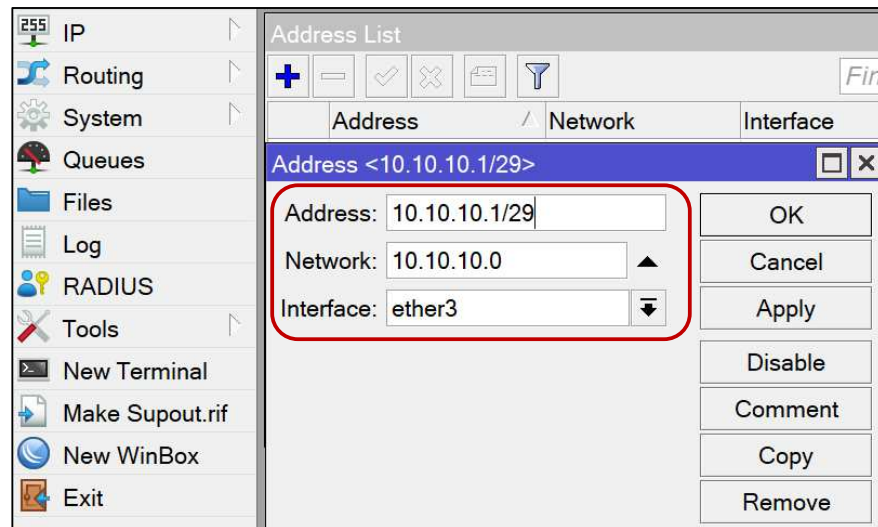 255 IP
Routing
System
Queues
Files
Log
RADIUS
Tools
New Terminal
Make Supout.rif
New WinBox
Exit
Address List
Address Network Interface
Address <10.10.10.1/29>
Address: 10.10.10.1/29
Network: 10.10.10.0
Interface: ether3
OK
Cancel
Apply
Disable
Comment
Copy
Remove